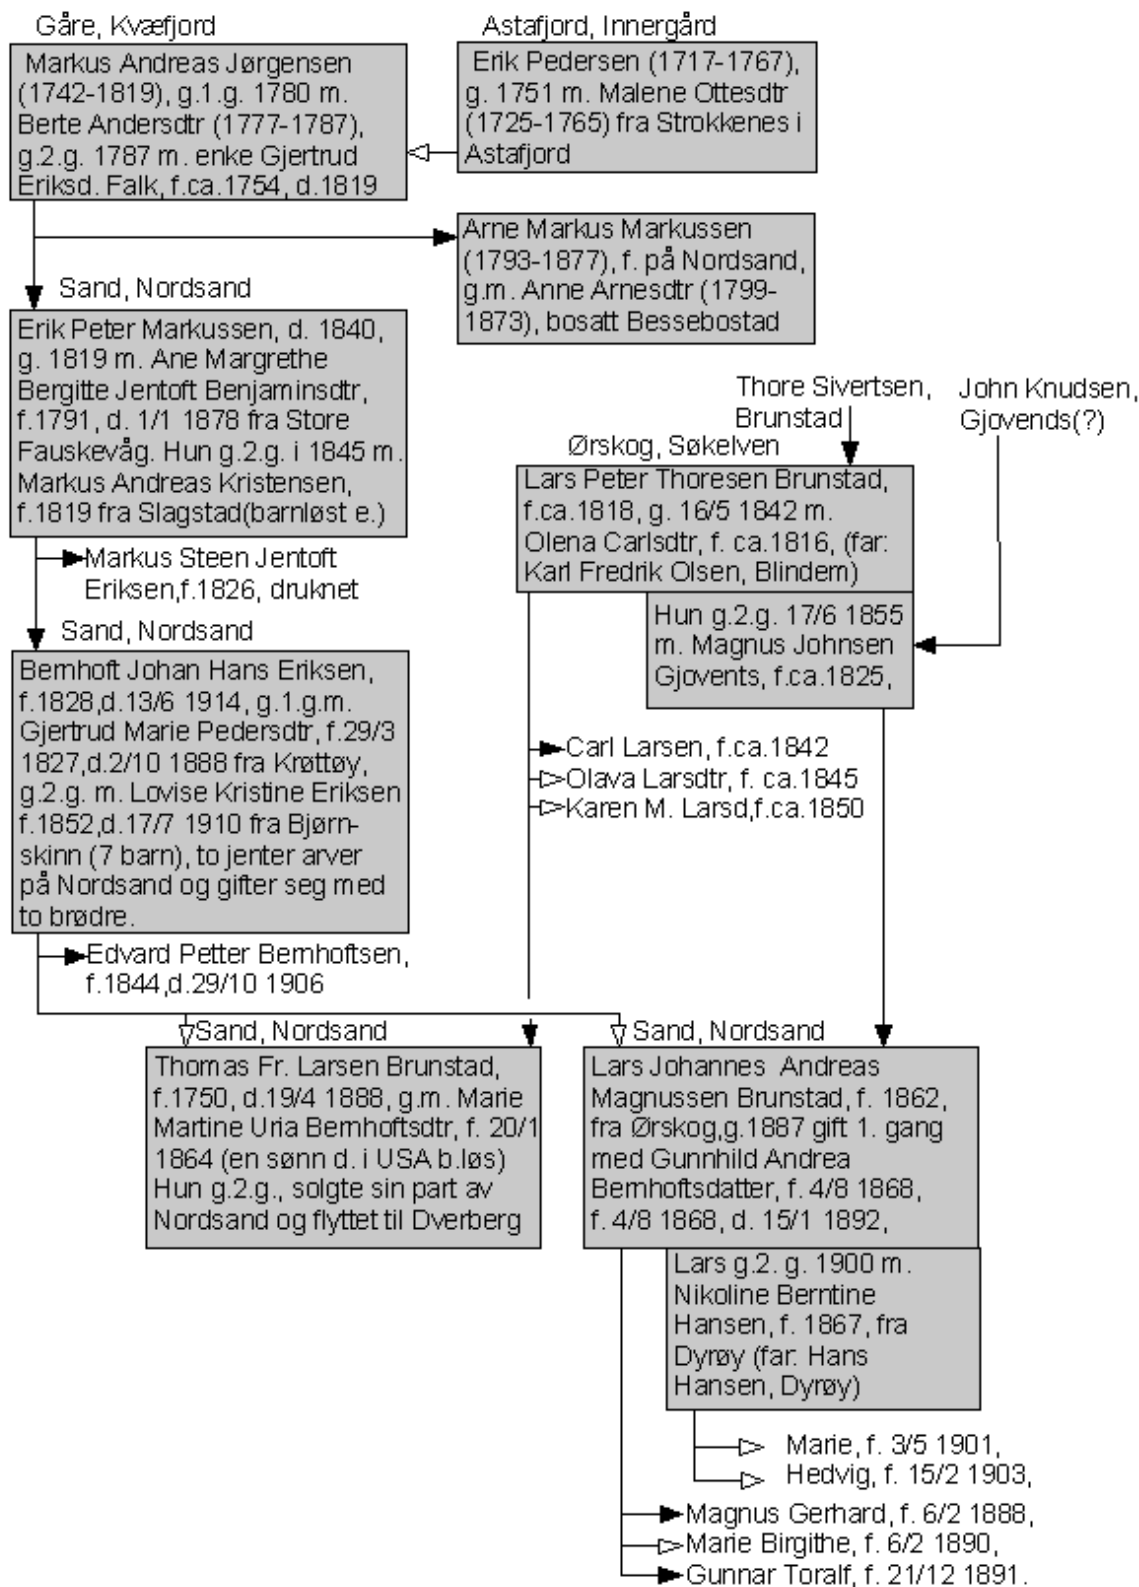 Gåre, Kvæfjord
Markus Andreas Jørgensen
(1742-1819), g.1.g. 1780 m.
Berte Andersdtr (1777-1787),
g.2.g. 1787 m. enke Gjertrud
Eriksd. Falk, f.ca.1754, d.1819
Astafjord, Innergård
Erik Pedersen (1717-1767),
g. 1751 m. Malene Ottesdtr
(1725-1765) fra Strokkenes i
Astafjord
Arne Markus Markussen
(1793-1877), f. på Nordsand,
g.m. Anne Arnesdtr (1799-
1873), bosatt Bessebostad
Sand, Nordsand
Erik Peter Markussen, d. 1840,
g. 1819 m. Ane Margrethe
Bergitte Jentoft Benjaminsdtr,
f.1791, d. 1/1 1878 fra Store
Fauskevåg. Hun g.2.g. i 1845 m.
Markus Andreas Kristensen,
f.1819 fra Slagstad(barnløst e.)
Markus Steen Jentoft
Eriksen,f.1826, druknet
Thore Sivertsen,
Brunstad
John Knudsen,
Gjovends(?)
Ørskog, Søkelven
Lars Peter Thoresen Brunstad,
f.ca.1818, g. 16/5 1842 m.
Olena Carlsdtr, f. ca.1816, (far:
Karl Fredrik Olsen, Blindem)
Hun g.2.g. 17/6 1855
m. Magnus Johnsen
Gjovents, f.ca.1825,
Carl Larsen, f.ca.1842
Olava Larsdtr, f. ca.1845
Karen M. Larsd,f.ca.1850
Sand, Nordsand
Bernhoft Johan Hans Eriksen,
f.1828,d.13/6 1914, g.1.g.m.
Gjertrud Marie Pedersdtr, f.29/3
1827,d.2/10 1888 fra Krøttøy,
g.2.g. m. Lovise Kristine Eriksen
f.1852,d.17/7 1910 fra Bjørn-
skinn (7 barn), to jenter arver
på Nordsand og gifter seg med
to brødre.
Edvard Petter Bernhoftsen,
f.1844,d.29/10 1906
Sand, Nordsand
Thomas Fr. Larsen Brunstad,
f.1750, d.19/4 1888, g.m. Marie
Martine Uria Bernhoftsdtr, f. 20/1
1864 (en sønn d. i USA b.løs)
Hun g.2.g., solgte sin part av
Nordsand og flyttet til Dverberg
Sand, Nordsand
Lars Johannes Andreas
Magnussen Brunstad, f. 1862,
fra Ørskog,g.1887 gift 1. gang
med Gunnhild Andrea
Bernhoftsdatter, f. 4/8 1868,
f. 4/8 1868, d. 15/1 1892,
Lars g.2. g. 1900 m.
Nikoline Berntine
Hansen, f. 1867, fra
Dyrøy (far: Hans
Hansen, Dyrøy)
Marie, f. 3/5 1901,
Hedvig, f. 15/2 1903,
Magnus Gerhard, f. 6/2 1888,
Marie Birgithe, f. 6/2 1890,
Gunnar Toralf, f. 21/12 1891.